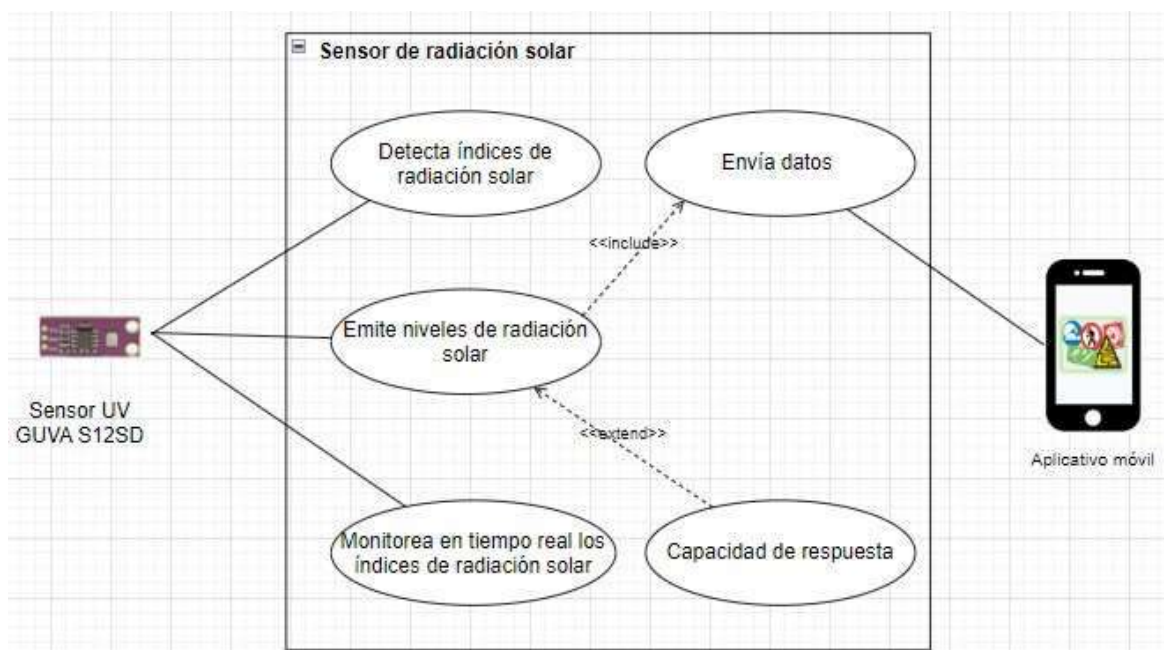 Sensor de radiación solar
Detecta índices de
radiación solar
Envía datos
<<include>>
Emite niveles de radiación
solar
Sensor UV
GUVA S12SD
<<extend>>
Aplicativo móvil
Monitorea en tiempo real los
índices de radiación solar
Capacidad de respuesta